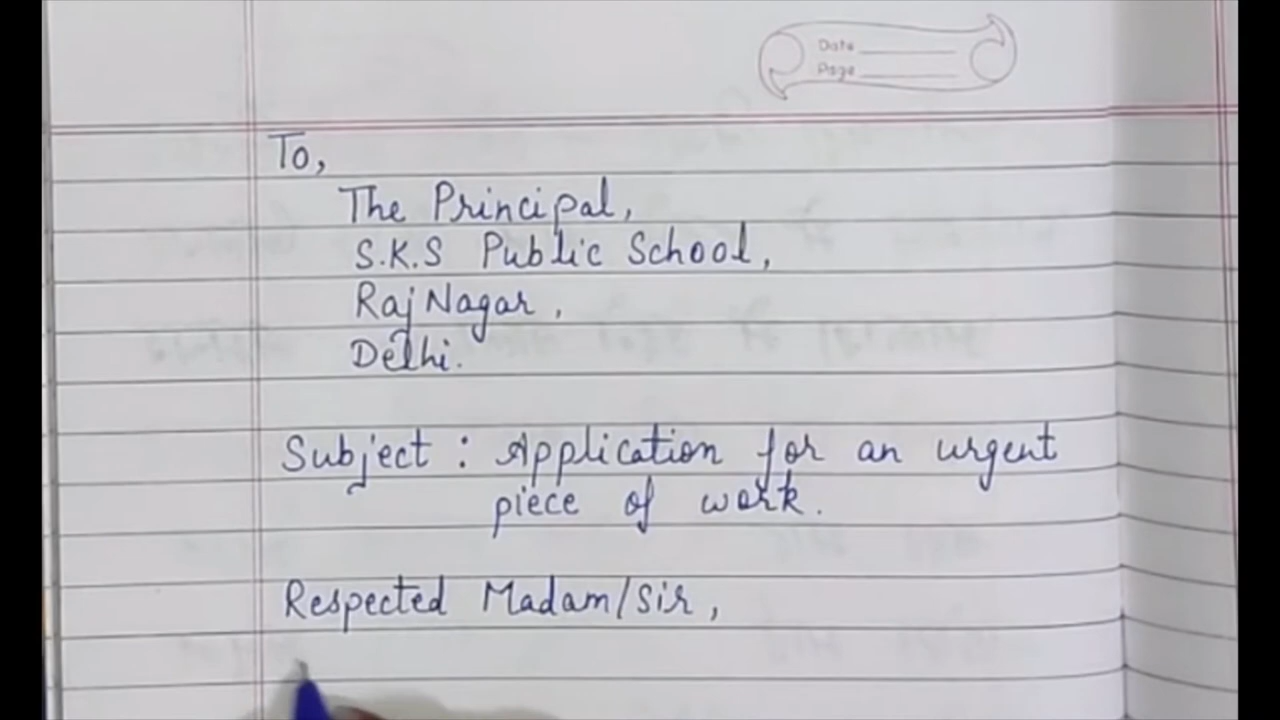 Date
Page
To,
The Principal,
S.K.S Public School,
Raj Nagar,
Delhi.
Subject : Application for an urgent
piece of work.
Respected Madam/Sir,